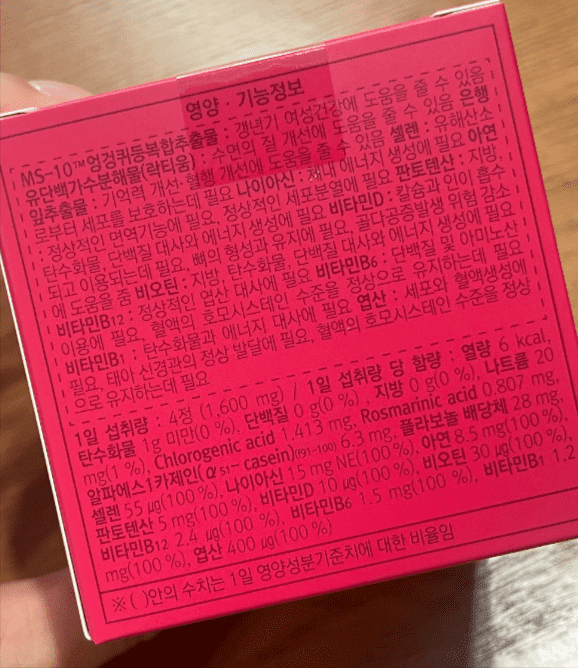 영양 · 기능정보
MS-10™엉겅퀴등복합추출물 : 갱년기 여성건강에 도움을 줄 수 있음
유단백가수분해물(락티움) : 수면의 질 개선에 도움을 줄 수 있음 은행
잎추출물 : 기억력 개선·혈행 개선에 도움을 줄 수 있음 셀렌 : 유해산소
로부터 세포를 보호하는데 필요 나이아신 : 체내 에너지 생성에 필요 아연 :
정상적인 면역기능에 필요, 정상적인 세포분열에 필요 판토텐산 : 지방,
탄수화물, 단백질 대사와 에너지 생성에 필요 비타민D : 칼슘과 인이 흡수
되고 이용되는데 필요, 뼈의 형성과 유지에 필요, 골다공증발생 위험 감소
에 도움을 줌 비오틴 : 지방, 탄수화물, 단백질 대사와 에너지 생성에 필요
비타민B12 : 정상적인 엽산 대사에 필요 비타민B6 : 단백질 및 아미노산
이용에 필요, 혈액의 호모시스테인 수준을 정상으로 유지하는데 필요
비타민B1 : 탄수화물과 에너지 대사에 필요 엽산 : 세포와 혈액생성에
필요, 태아 신경관의 정상 발달에 필요, 혈액의 호모시스테인 수준을 정상
으로 유지하는데 필요
1일 섭취량 : 4정 (1,600 mg) / 1일 섭취량 당 함량 : 열량 6 kcal,
탄수화물 1g 미만(0 %), 단백질 0 g(0 %), 지방 0 g(0 %), 나트륨 20
mg(1 %), Chlorogenic acid 1.413 mg, Rosmarinic acid 0.807 mg,
알파에스1카제인(αS1-casein)(f91-100) 6.3 mg, 플라보놀 배당체 28 mg,
셀렌 55 μg(100 %), 나이아신 15 mg NE(100 %), 아연 8.5 mg(100 %),
판토텐산 5 mg(100 %), 비타민D 10 μg(100 %), 비오틴 30 μg(100 %),
비타민B12 2.4 μg(100 %), 비타민B6 1.5 mg(100 %), 비타민B1 1.2
mg(100 %), 엽산 400 μg(100 %)
※ ( )안의 수치는 1일 영양성분기준치에 대한 비율임